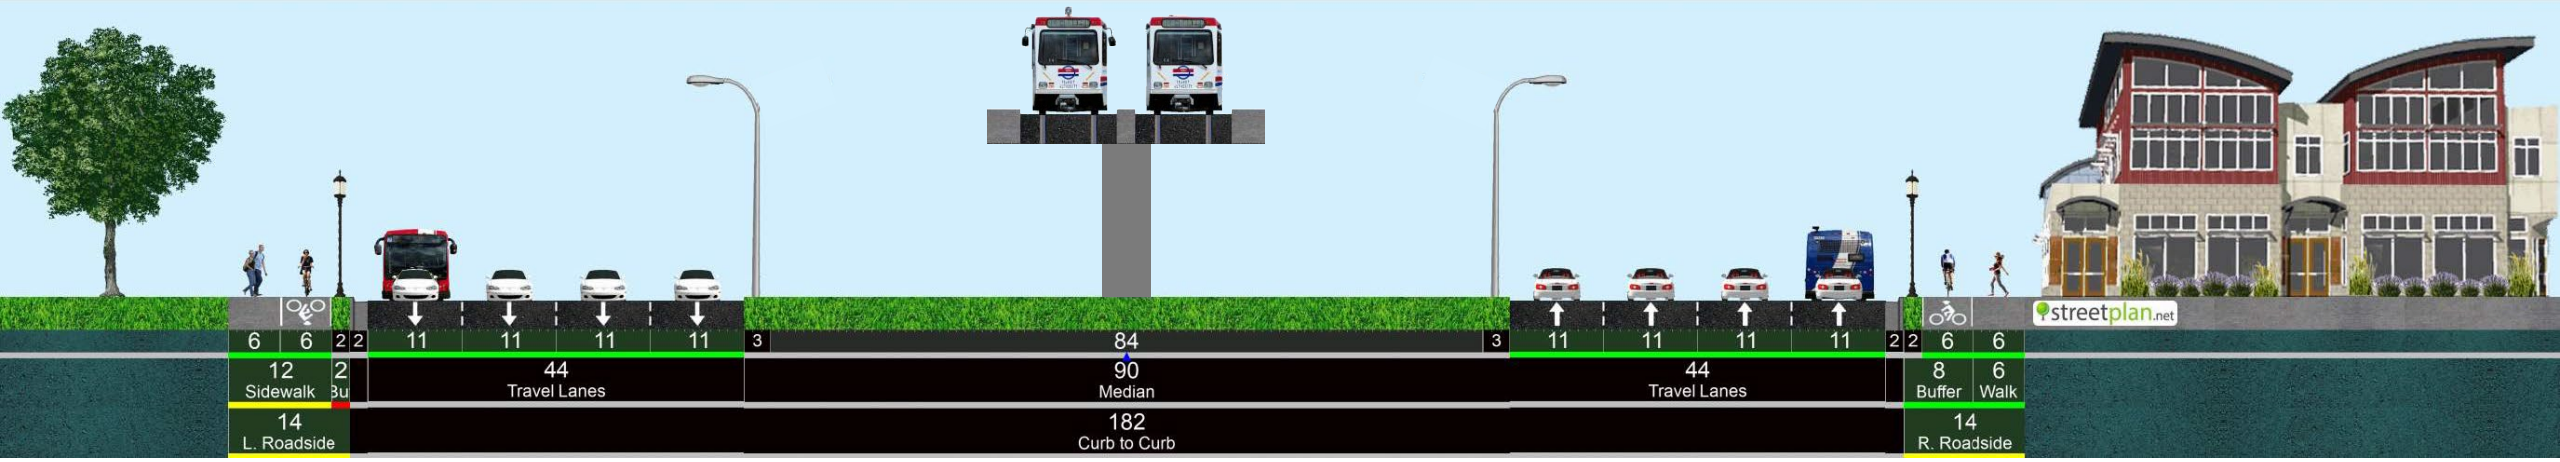 streetplan.net
6 6 2 2 11 11 11 11 3 84 3 11 11 11 11 2 2 6 6
12 2 44 90 44 8 6
Sidewalk Bu Travel Lanes Median Travel Lanes Buffer Walk
14 182 14
L. Roadside Curb to Curb R. Roadside